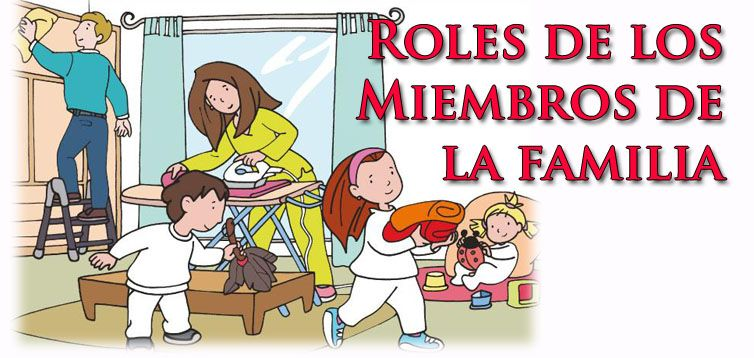 Roles de los
Miembros de
la familia